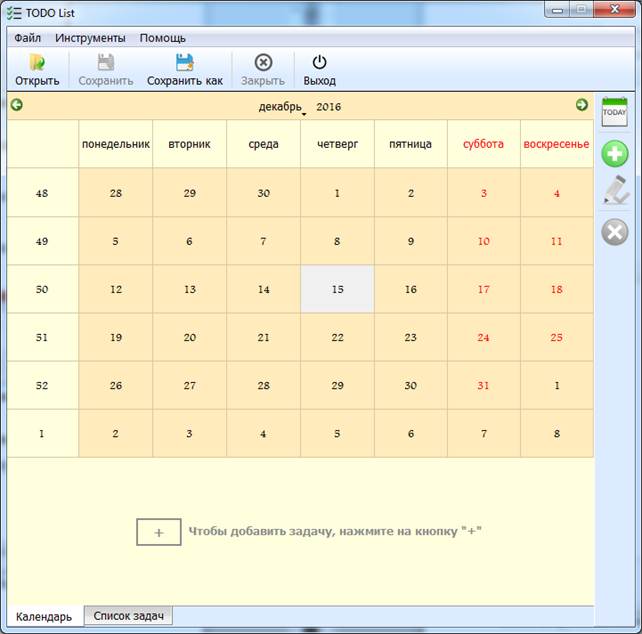 TODO List
Файл Инструменты Помощь
Открыть Сохранить Сохранить как Закрыть Выход
декабрь 2016
TODAY
понедельник вторник среда четверг пятница суббота воскресенье
48 28 29 30 1 2 3 4
49 5 6 7 8 9 10 11
50 12 13 14 15 16 17 18
51 19 20 21 22 23 24 25
52 26 27 28 29 30 31 1
1 2 3 4 5 6 7 8
+ Чтобы добавить задачу, нажмите на кнопку "+"
Календарь Список задач